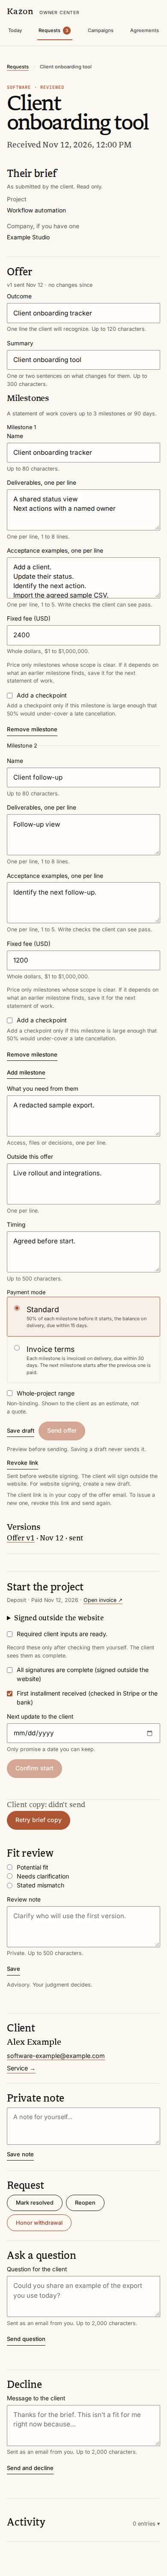 Kazon OWNER CENTER
Today Requests 3 Campaigns Agreements
Requests Client onboarding tool
SOFTWARE · REVIEWED
Client
onboarding tool
Received Nov 12, 2026, 12:00 PM
Their brief
As submitted by the client. Read only.
Project
Workflow automation
Company, if you have one
Example Studio
Offer
v1 sent Nov 12 · no changes since
Outcome
Client onboarding tracker
One line the client will recognize. Up to 120 characters.
Summary
Client onboarding tool
One or two sentences on what changes for them. Up to
300 characters.
Milestones
A statement of work covers up to 3 milestones or 90 days.
Milestone 1
Name
Client onboarding tracker
Up to 80 characters.
Deliverables, one per line
A shared status view
Next actions with a named owner
One per line, 1 to 8 lines.
Acceptance examples, one per line
Add a client.
Update their status.
Identify the next action.
Import the agreed sample CSV.
One per line, 1 to 5. Write checks the client can see pass.
Fixed fee (USD)
2400
Whole dollars, $1 to $1,000,000.
Price only milestones whose scope is clear. If it depends on
what an earlier milestone finds, save it for the next
statement of work.
Add a checkpoint
Add a checkpoint only if this milestone is large enough that
50% would under-cover a late cancellation.
Remove milestone
Milestone 2
Name
Client follow-up
Up to 80 characters.
Deliverables, one per line
Follow-up view
One per line, 1 to 8 lines.
Acceptance examples, one per line
Identify the next follow-up.
One per line, 1 to 5. Write checks the client can see pass.
Fixed fee (USD)
1200
Whole dollars, $1 to $1,000,000.
Price only milestones whose scope is clear. If it depends on
what an earlier milestone finds, save it for the next
statement of work.
Add a checkpoint
Add a checkpoint only if this milestone is large enough that
50% would under-cover a late cancellation.
Remove milestone
Add milestone
What you need from them
A redacted sample export.
Access, files or decisions, one per line.
Outside this offer
Live rollout and integrations.
One per line.
Timing
Agreed before start.
Up to 500 characters.
Payment mode
Standard
50% of each milestone before it starts, the balance on
delivery, due within 15 days.
Invoice terms
Each milestone is invoiced on delivery, due within 30
days. The next milestone starts after the previous one is
paid.
Whole-project range
Non-binding. Shown to the client as an estimate, not
a quote.
Save draft Send offer
Preview before sending. Saving a draft never sends it.
Revoke link
Sent before website signing. The client will sign outside the
website. For website signing, create a new draft.
The client link is in your copy of the offer email. To issue a
new one, revoke this link and send again.
Versions
Offer v1 · Nov 12 · sent
Start the project
Deposit · Paid Nov 12, 2026 · Open invoice ↗
▶ Signed outside the website
Required client inputs are ready.
Record these only after checking them yourself. The client
sees them as complete.
All signatures are complete (signed outside the
website)
First installment received (checked in Stripe or the
bank)
Next update to the client
mm/dd/yyyy
Only promise a date you can keep.
Confirm start
Client copy: didn't send
Retry brief copy
Fit review
Potential fit
Needs clarification
Stated mismatch
Review note
Clarify who will use the first version.
Private. Up to 500 characters.
Save
Advisory. Your judgment decides.
Client
Alex Example
software-example@example.com
Service →
Private note
A note for yourself...
Save note
Request
Mark resolved Reopen
Honor withdrawal
Ask a question
Question for the client
Could you share an example of the export
you use today?
Sent as an email from you. Up to 2,000 characters.
Send question
Decline
Message to the client
Thanks for the brief. This isn't a fit for me
right now because...
Sent as an email from you. Up to 2,000 characters.
Send and decline
Activity 0 entries ▾